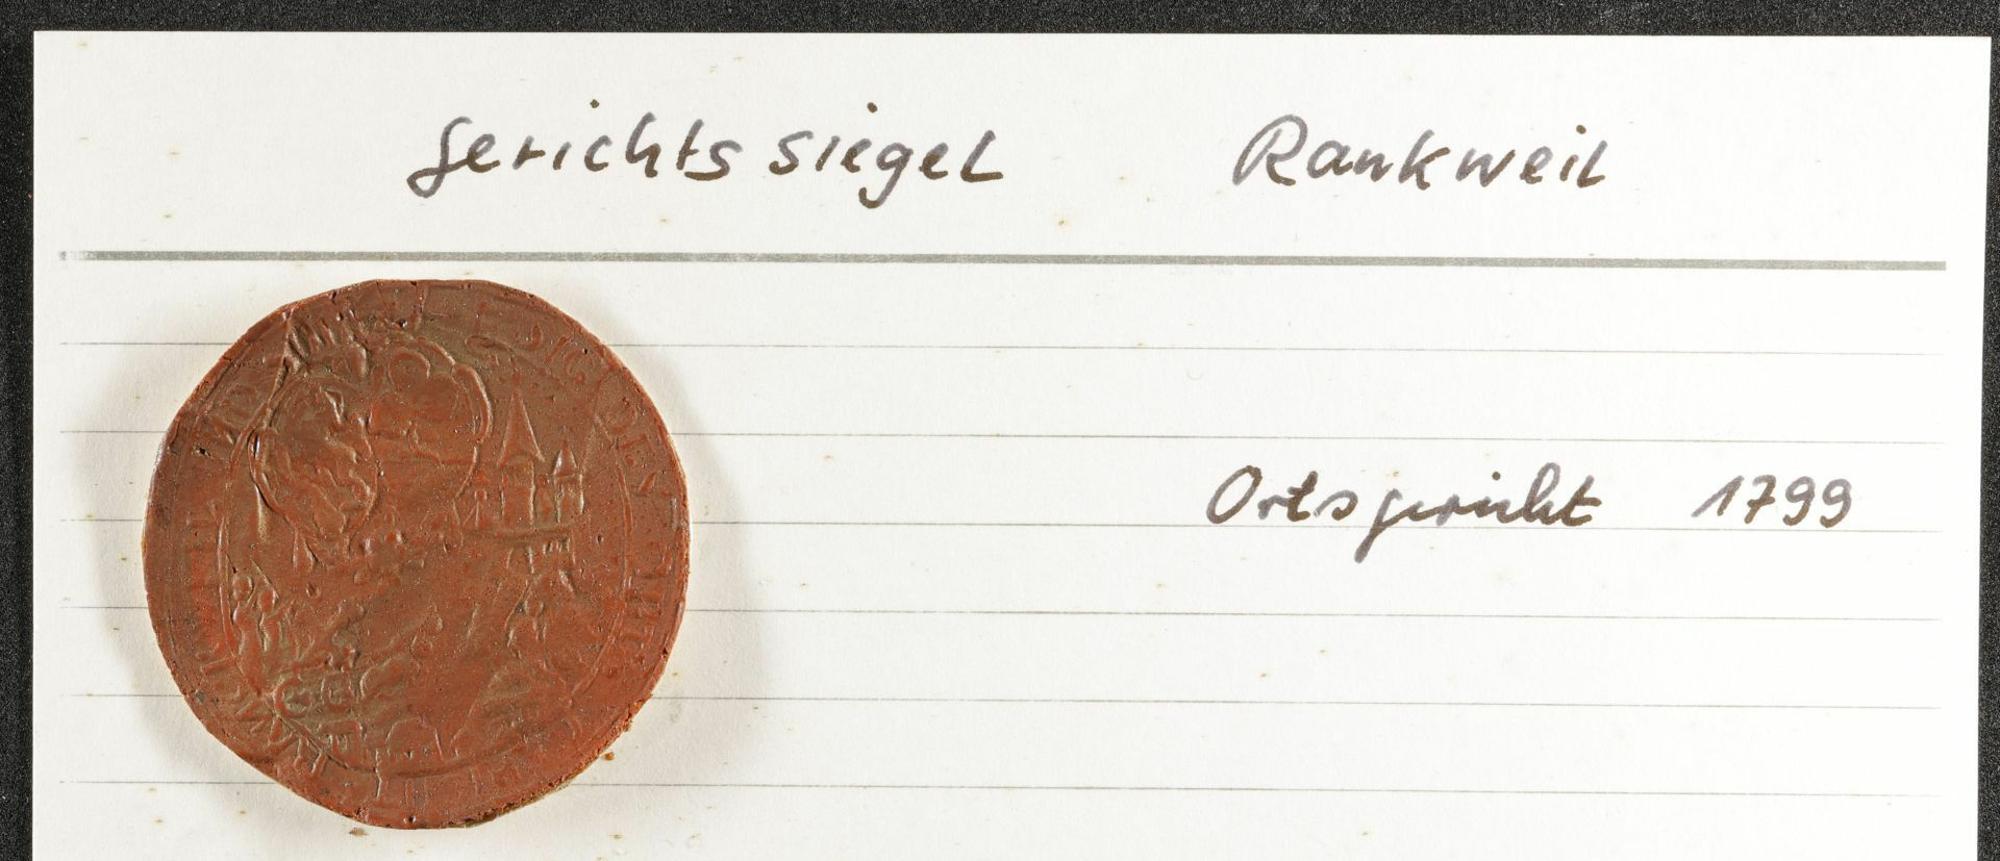 Gerichtssiegel Rankweil
Ortsgericht 1799